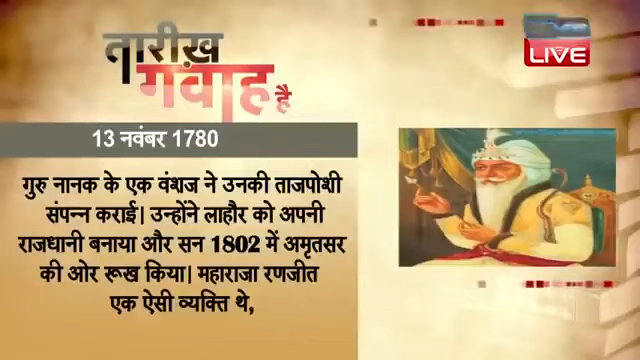 तारीख़
गवाह है
LIVE
13 नवंबर 1780
गुरु नानक के एक वंशज ने उनकी ताजपोशी
संपन्न कराई। उन्होंने लाहौर को अपनी
राजधानी बनाया और सन 1802 में अमृतसर
की ओर रूख किया। महाराजा रणजीत
एक ऐसी व्यक्ति थे,